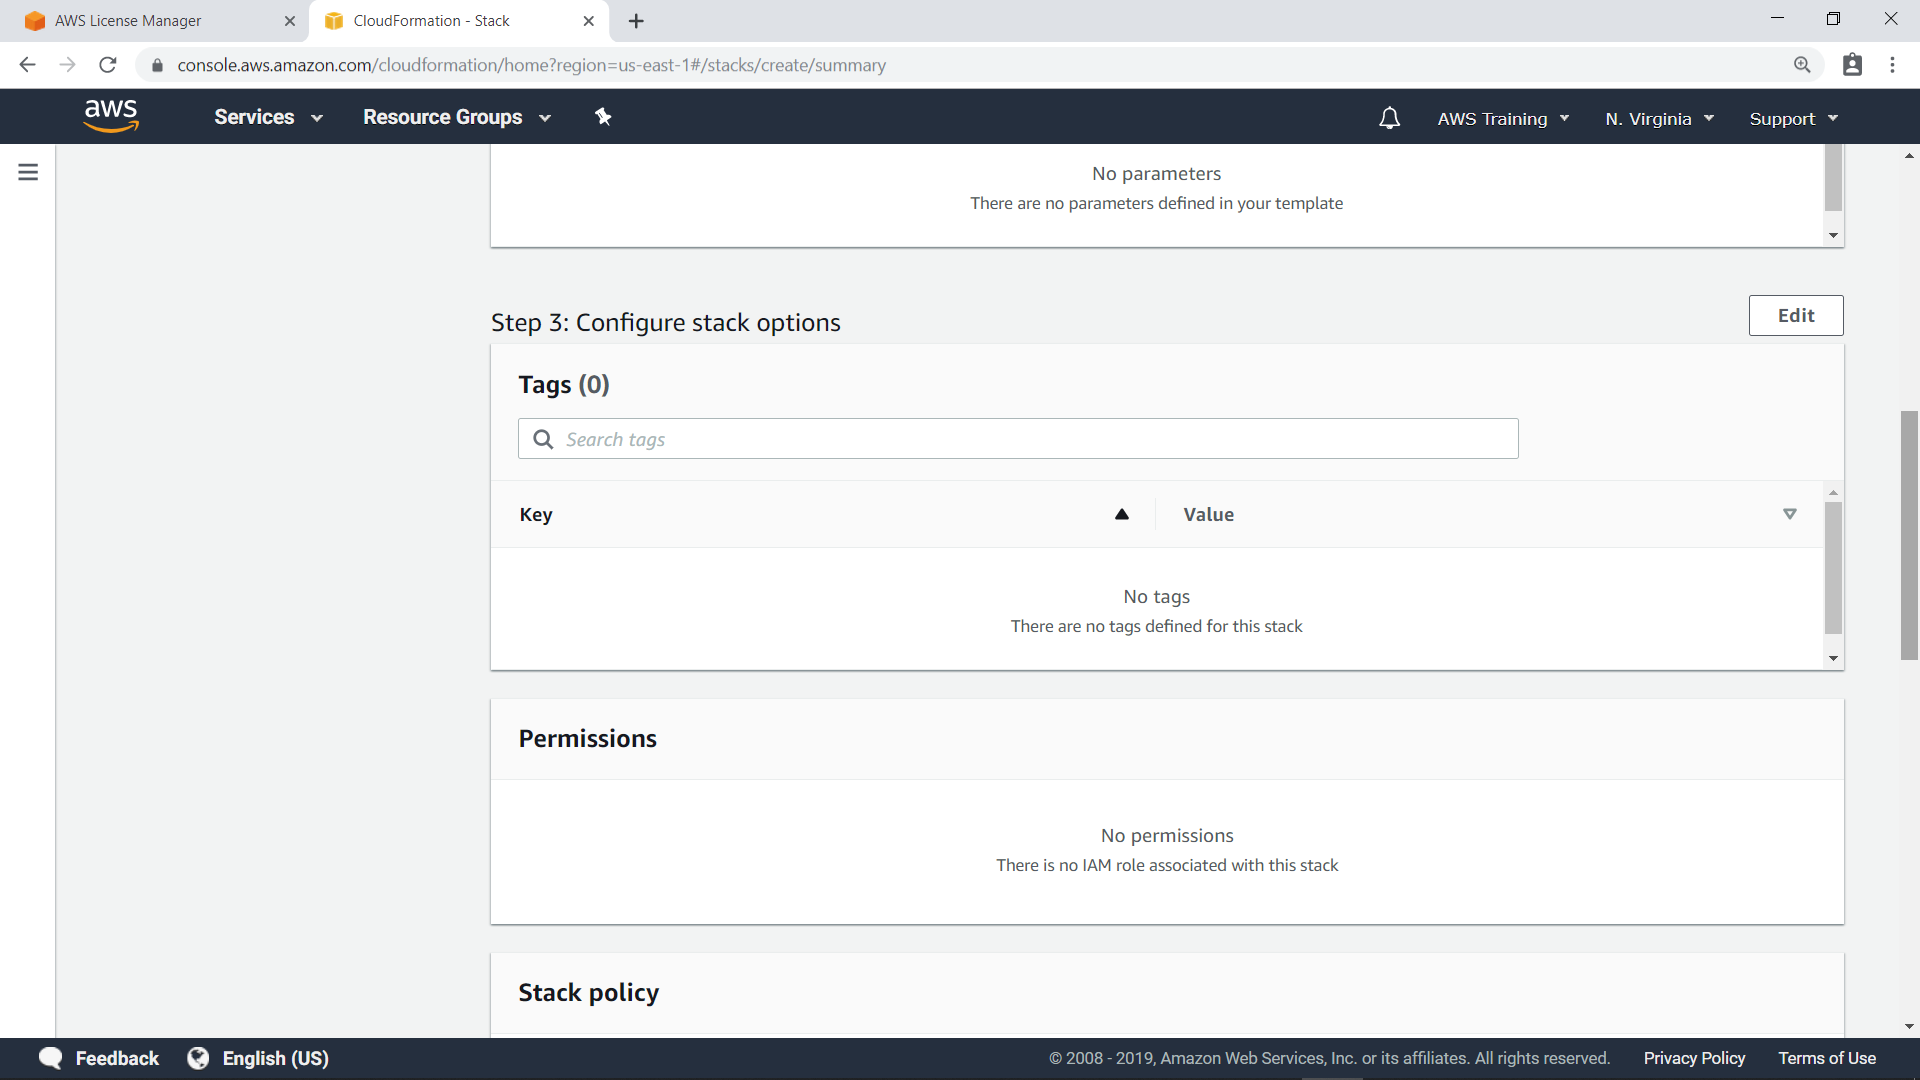 AWS License Manager
CloudFormation - Stack
console.aws.amazon.com/cloudformation/home?region=us-east-1#/stacks/create/summary
aws
Services
Resource Groups
AWS Training
N. Virginia
Support
No parameters
There are no parameters defined in your template
Step 3: Configure stack options
Edit
Tags (0)
Search tags
Key
Value
No tags
There are no tags defined for this stack
Permissions
No permissions
There is no IAM role associated with this stack
Stack policy
Feedback
English (US)
© 2008 - 2019, Amazon Web Services, Inc. or its affiliates. All rights reserved.
Privacy Policy
Terms of Use